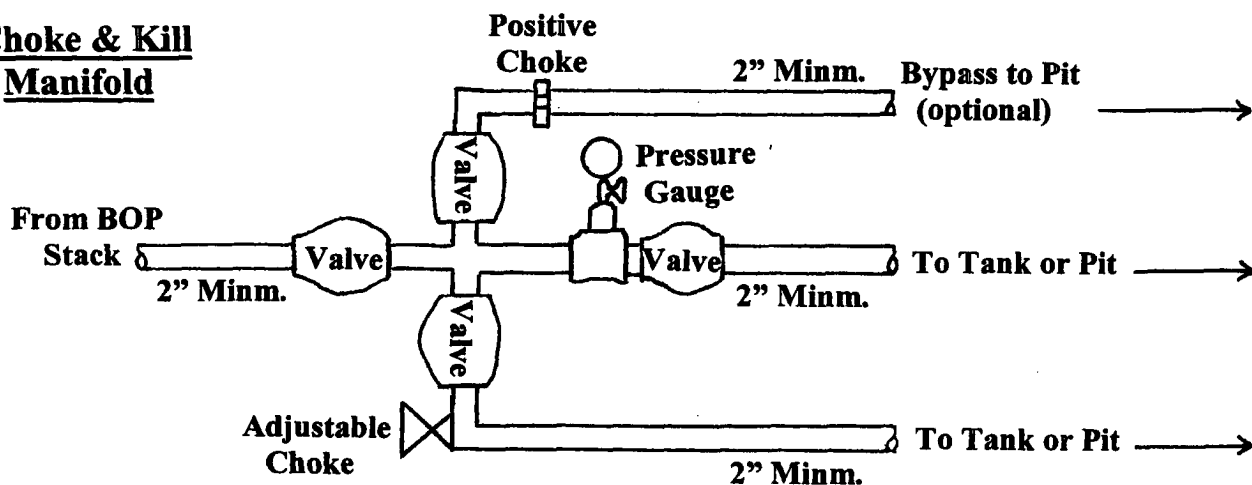 Choke & Kill
Manifold
Positive
Choke
2” Minm.
Bypass to Pit
(optional)
Valve
Pressure
Gauge
From BOP
Stack
Valve
Valve
To Tank or Pit
2” Minm.
2” Minm.
Valve
Adjustable
Choke
To Tank or Pit
2” Minm.